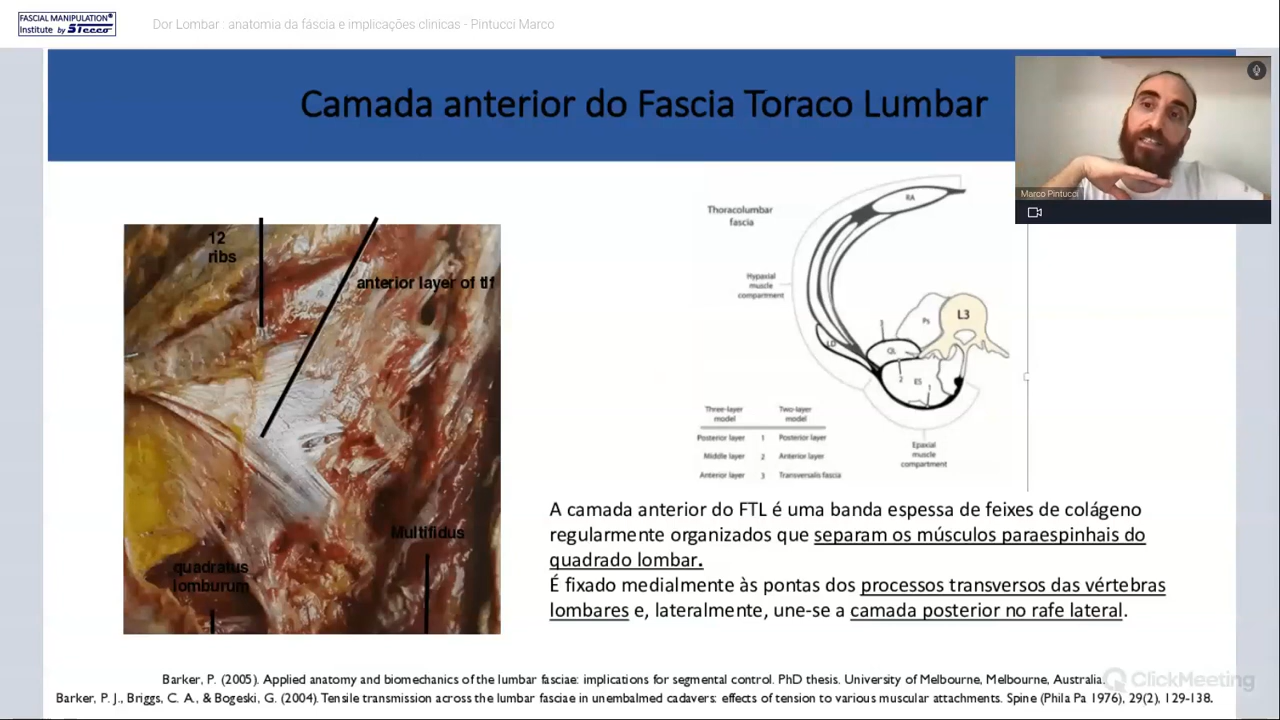 FASCIAL MANIPULATION®
Institute by Stecco
Dor Lombar : anatomia da fáscia e implicações clinicas - Pintucci Marco
Camada anterior do Fascia Toraco Lumbar
Marco Pintucci
12
ribs
anterior layer of tlf
Multifidus
quadratus
lomburum
Thoracolumbar
fascia
Hypaxial
muscle
compartment
RA
LD
3
Ps
L3
QL
2
ES
1
Epaxial
muscle
compartment
Three-layer
model
Two-layer
model
Posterior layer 1 Posterior layer
Middle layer 2 Anterior layer
Anterior layer 3 Transversalis fascia
A camada anterior do FTL é uma banda espessa de feixes de colágeno
regularmente organizados que separam os músculos paraespinhais do
quadrado lombar.
É fixado medialmente às pontas dos processos transversos das vértebras
lombares e, lateralmente, une-se a camada posterior no rafe lateral.
Barker, P. (2005). Applied anatomy and biomechanics of the lumbar fasciae: implications for segmental control. PhD thesis. University of Melbourne, Melbourne, Australia.
Barker, P. J., Briggs, C. A., & Bogeski, G. (2004). Tensile transmission across the lumbar fasciae in unembalmed cadavers: effects of tension to various muscular attachments. Spine (Phila Pa 1976), 29(2), 129-138.
ClickMeeting